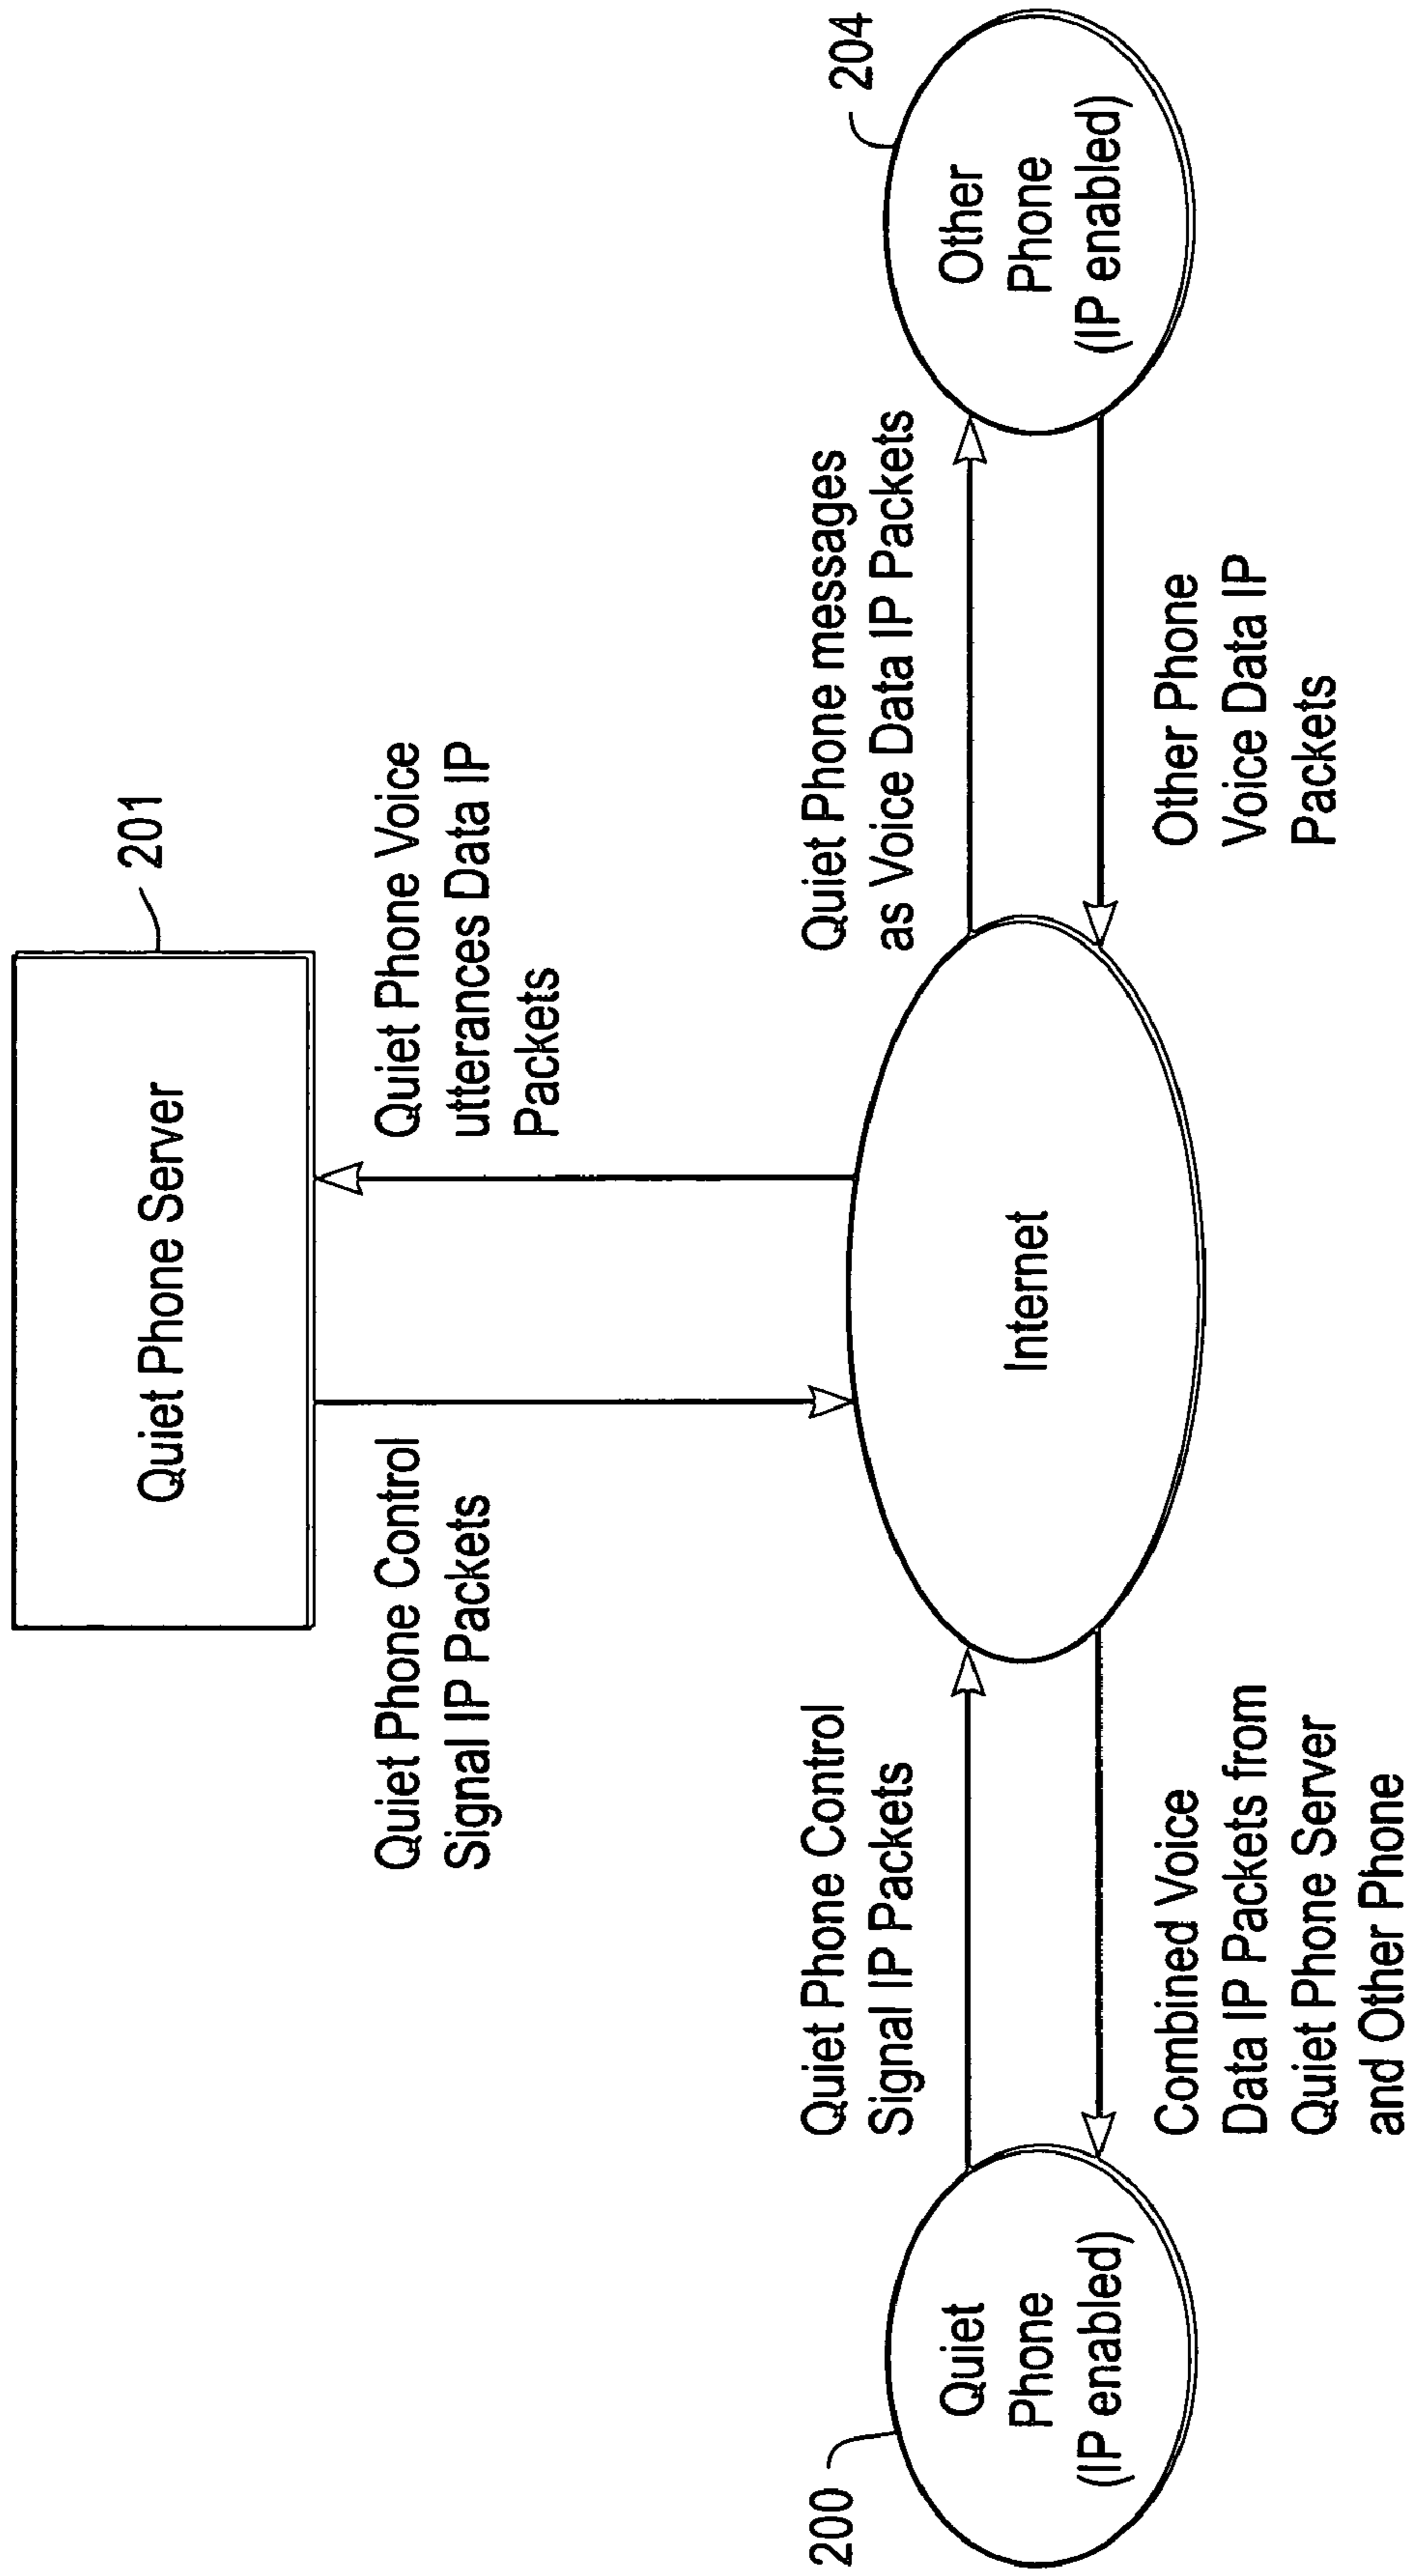 Quiet Phone Server
201
Quiet Phone Control
Signal IP Packets
Quiet Phone Voice
utterances Data IP
Packets
200
Quiet
Phone
(IP enabled)
Quiet Phone Control
Signal IP Packets
Combined Voice
Data IP Packets from
Quiet Phone Server
and Other Phone
Internet
Quiet Phone messages
as Voice Data IP Packets
Other Phone
Voice Data IP
Packets
204
Other
Phone
(IP enabled)